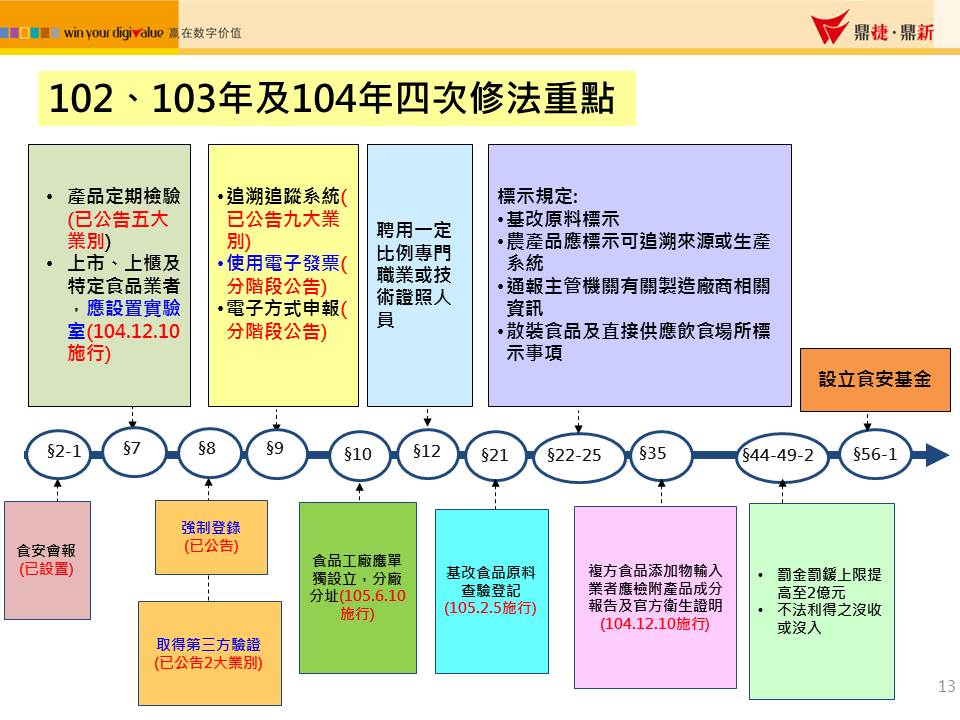 win your digivalue 赢在数字价值
鼎捷·鼎新
102、103年及104年四次修法重點
• 產品定期檢驗
(已公告五大
業別)
• 上市、上櫃及
特定食品業者
，應設置實驗
室(104.12.10
施行)
•追溯追蹤系統(
已公告九大業
別)
•使用電子發票(
分階段公告)
•電子方式申報(
分階段公告)
聘用一定
比例專門
職業或技
術證照人
員
標示規定:
•基改原料標示
•農產品應標示可追溯來源或生產
系統
•通報主管機關有關製造廠商相關
資訊
•散裝食品及直接供應飲食場所標
示事項
設立食安基金
§2-1
§7
§8
§9
§10
§12
§21
§22-25
§35
§44-49-2
§56-1
食安會報
(已設置)
強制登錄
(已公告)
取得第三方驗證
(已公告2大業別)
食品工廠應單
獨設立，分廠
分址(105.6.10
施行)
基改食品原料
查驗登記
(105.2.5施行)
複方食品添加物輸入
業者應檢附產品成分
報告及官方衛生證明
(104.12.10施行)
• 罰金罰鍰上限提
高至2億元
• 不法利得之沒收
或沒入
13